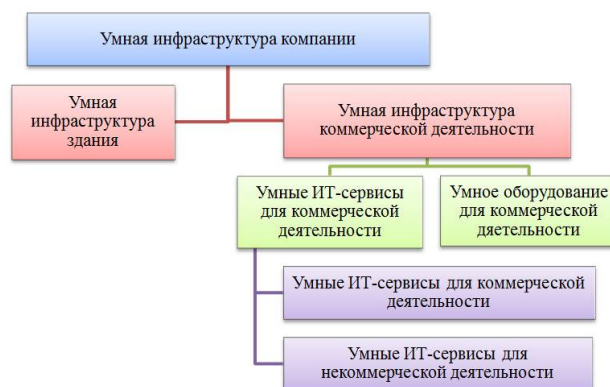 Умная инфраструктура компании
Умная
инфраструктура
здания
Умная инфраструктура
коммерческой деятельности
Умные ИТ-сервисы
для коммерческой
деятельности
Умное оборудование
для коммерческой
дяетельности
Умные ИТ-сервисы для коммерческой
деятельности
Умные ИТ-сервисы для
некоммерческой деятельности